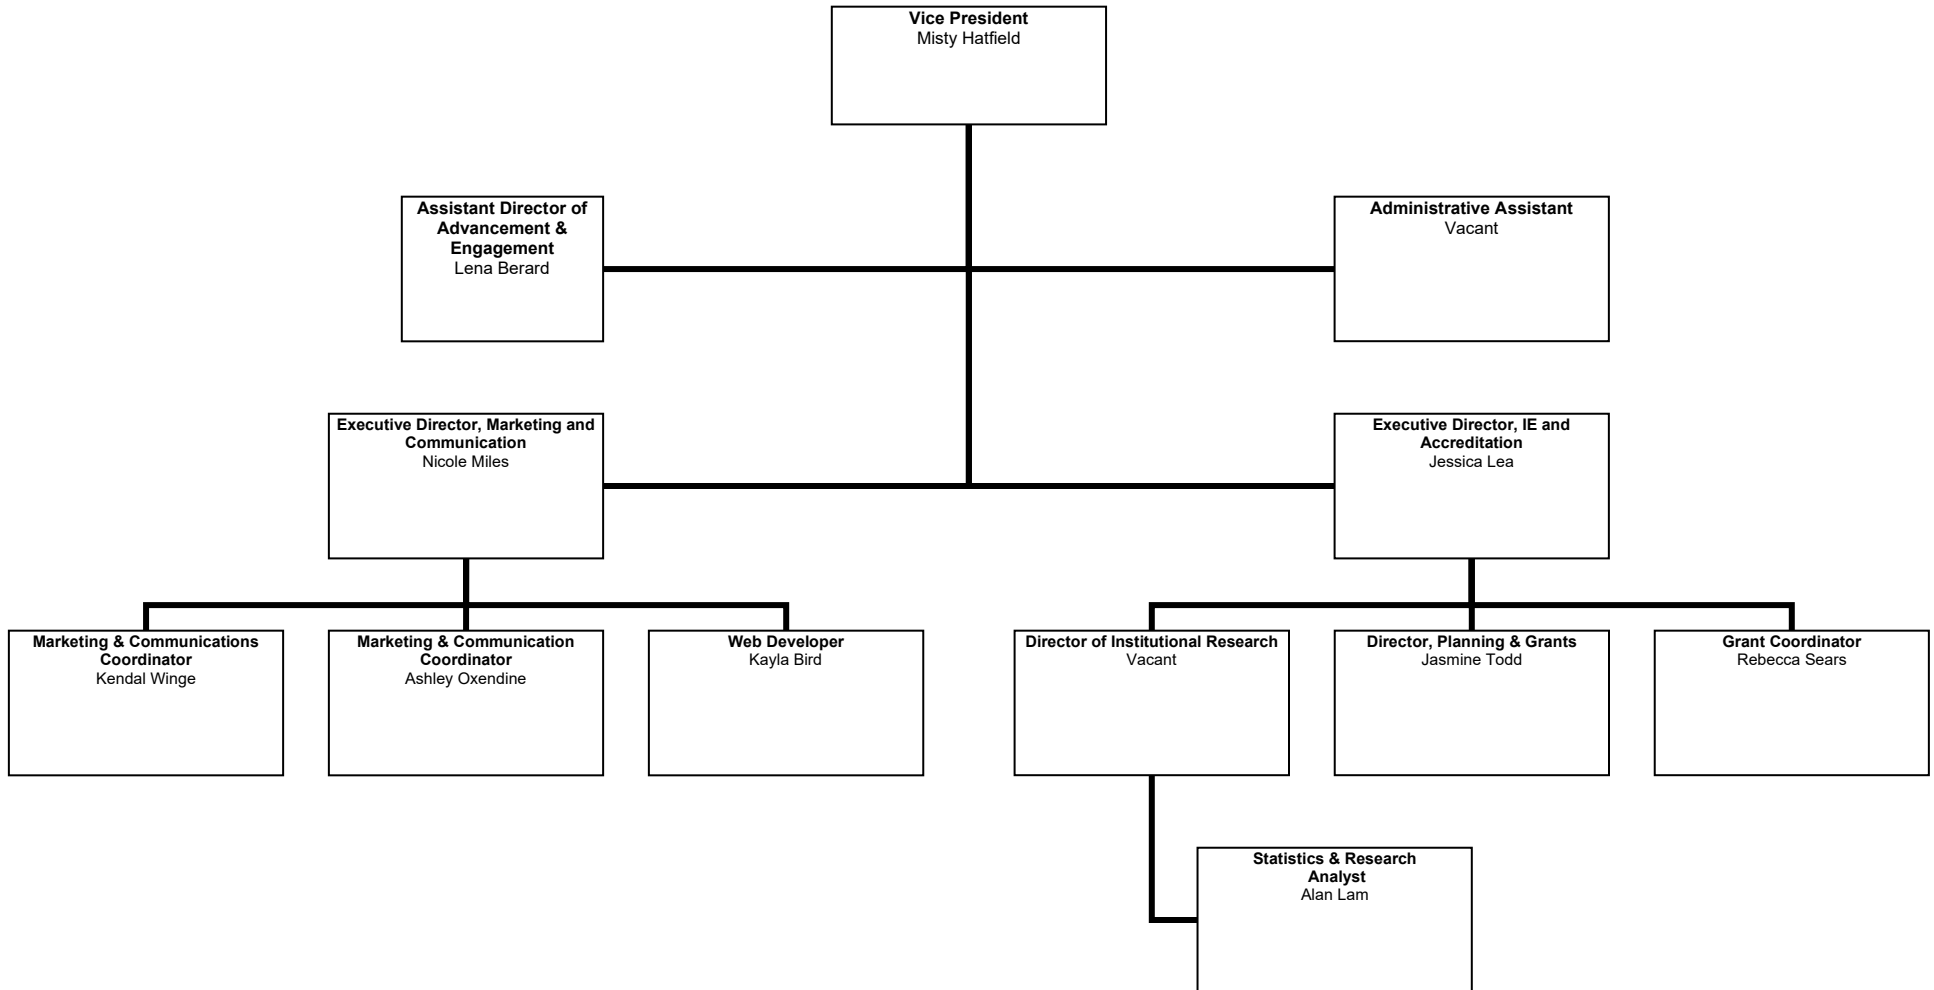 Vice President
Misty Hatfield
Assistant Director of
Advancement &
Engagement
Lena Berard
Administrative Assistant
Vacant
Executive Director, Marketing and
Communication
Nicole Miles
Executive Director, IE and
Accreditation
Jessica Lea
Marketing & Communications
Coordinator
Kendal Winge
Marketing & Communication
Coordinator
Ashley Oxendine
Web Developer
Kayla Bird
Director of Institutional Research
Vacant
Director, Planning & Grants
Jasmine Todd
Grant Coordinator
Rebecca Sears
Statistics & Research
Analyst
Alan Lam